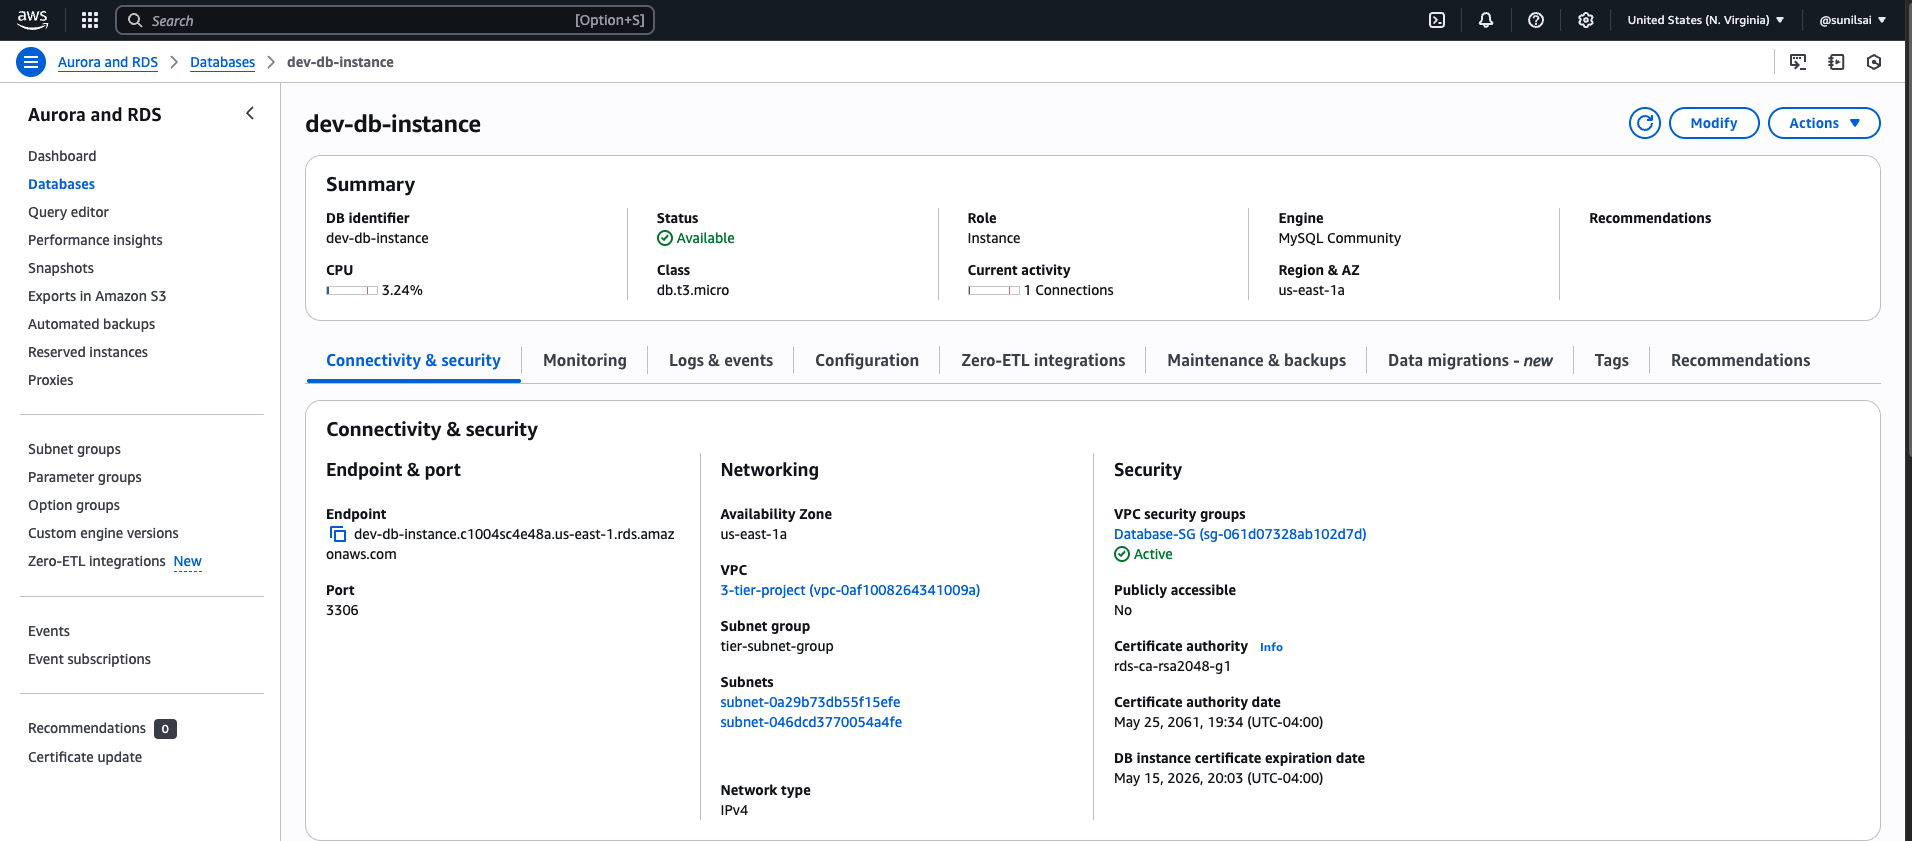 aws
Search [Option+S]
United States (N. Virginia)
@sunilsai
Aurora and RDS
Databases
dev-db-instance
Aurora and RDS
Dashboard
Databases
Query editor
Performance insights
Snapshots
Exports in Amazon S3
Automated backups
Reserved instances
Proxies
Subnet groups
Parameter groups
Option groups
Custom engine versions
Zero-ETL integrations New
Events
Event subscriptions
Recommendations 0
Certificate update
dev-db-instance
Modify
Actions
Summary
DB identifier
dev-db-instance
CPU
3.24%
Status
Available
Class
db.t3.micro
Role
Instance
Current activity
1 Connections
Engine
MySQL Community
Region & AZ
us-east-1a
Recommendations
Connectivity & security
Monitoring
Logs & events
Configuration
Zero-ETL integrations
Maintenance & backups
Data migrations - new
Tags
Recommendations
Connectivity & security
Endpoint & port
Endpoint
dev-db-instance.c1004sc4e48a.us-east-1.rds.amaz
onaws.com
Port
3306
Networking
Availability Zone
us-east-1a
VPC
3-tier-project (vpc-0af1008264341009a)
Subnet group
tier-subnet-group
Subnets
subnet-0a29b73db55f15efe
subnet-046dcd3770054a4fe
Network type
IPv4
Security
VPC security groups
Database-SG (sg-061d07328ab102d7d)
Active
Publicly accessible
No
Certificate authority Info
rds-ca-rsa2048-g1
Certificate authority date
May 25, 2061, 19:34 (UTC-04:00)
DB instance certificate expiration date
May 15, 2026, 20:03 (UTC-04:00)